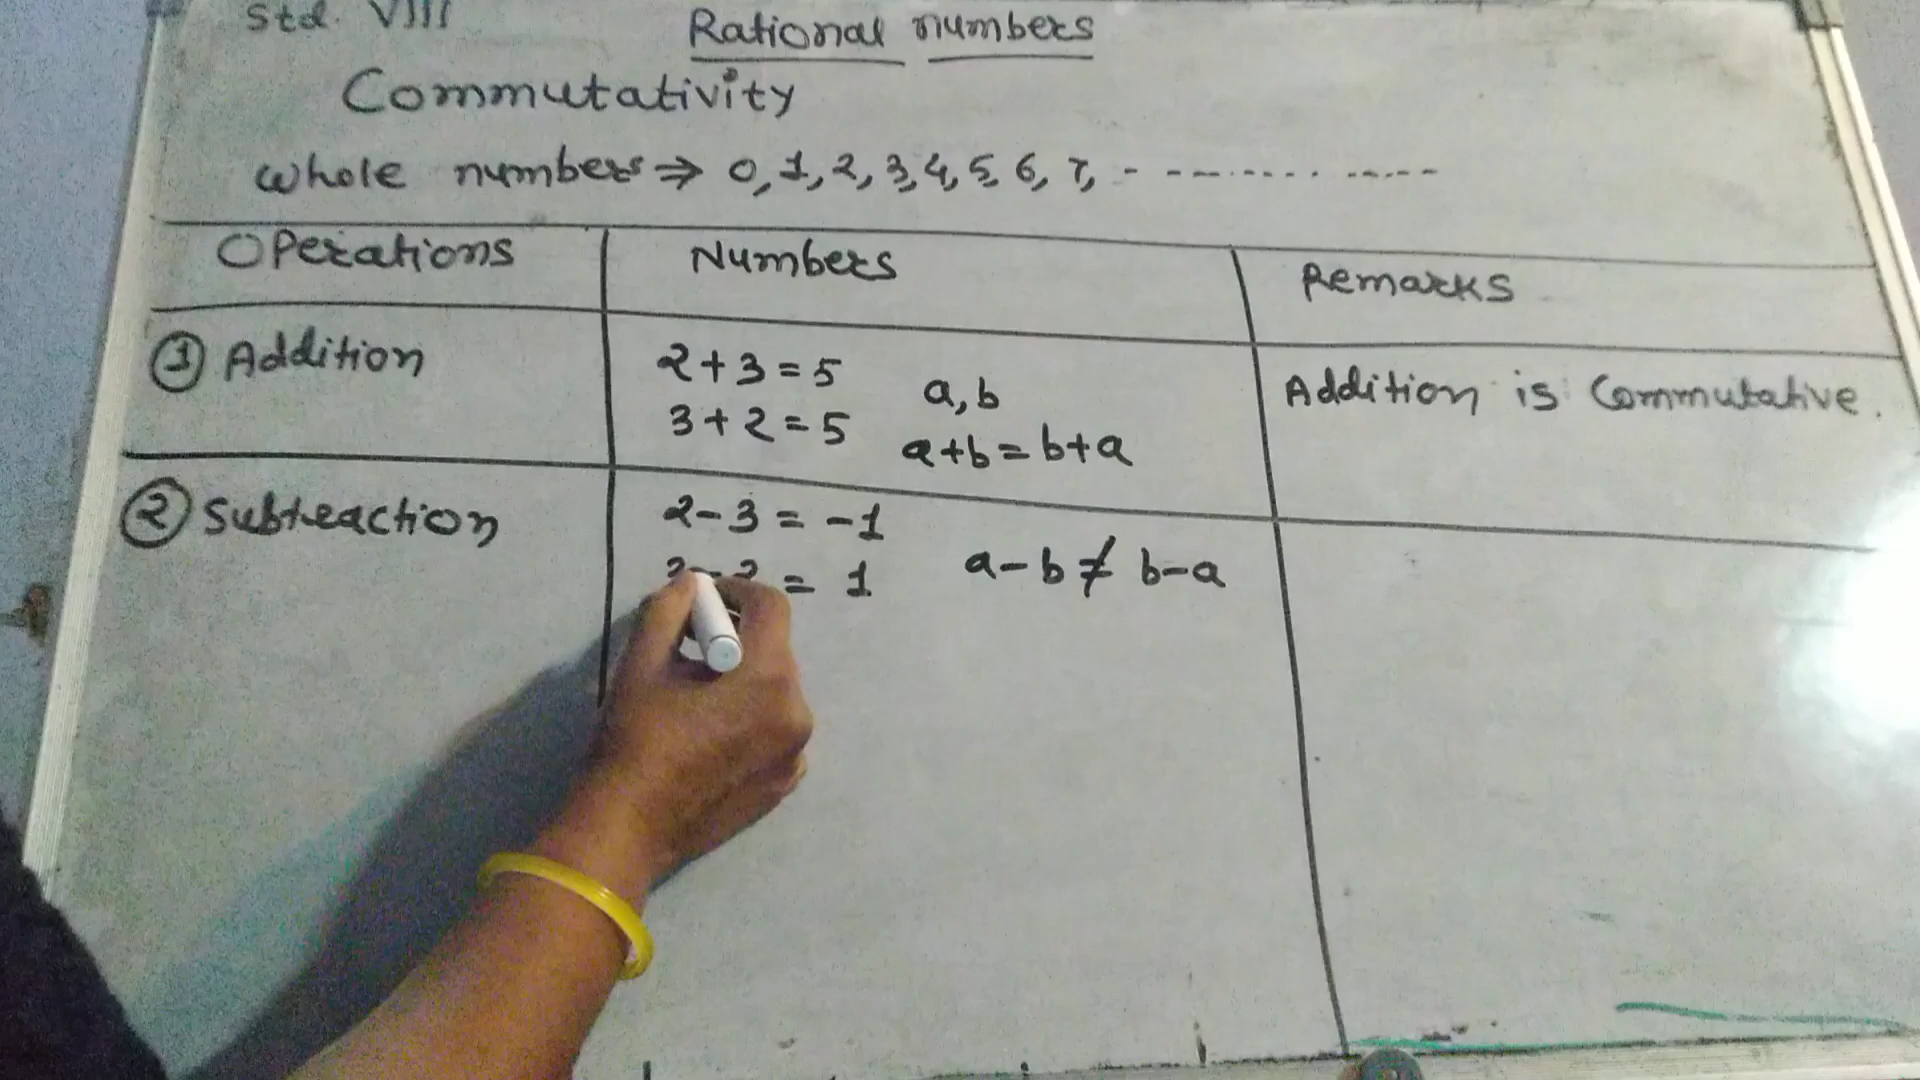 Std. VIII
Rational numbers
Commutativity
Whole numbers ⇒ 0, 1, 2, 3, 4, 5, 6, 7, - - - - - - - - - - - - - -
Operations Numbers Remarks
① Addition
2 + 3 = 5
3 + 2 = 5
a, b
a + b = b + a
Addition is Commutative.
② Subtraction
2 - 3 = -1
= 1
a - b ≠ b - a